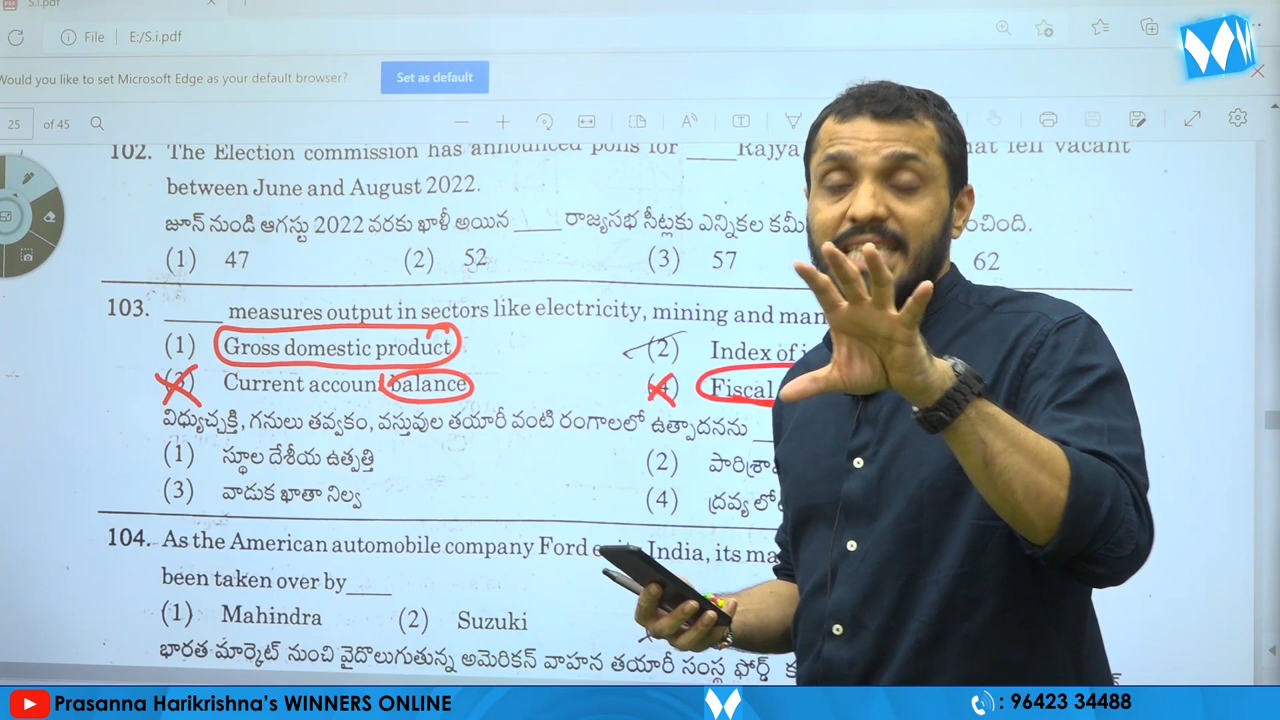 S.i.pdf
File E:/S.i.pdf
Would you like to set Microsoft Edge as your default browser? Set as default
25 of 45
102. The Election commission has announced polls for ____ Rajya that fell vacant
between June and August 2022.
జూన్ నుండి ఆగస్టు 2022 వరకు ఖాళీ అయిన ____ రాజ్యసభ సీట్లకు ఎన్నికల
(1) 47 (2) 52 (3) 57 62
103. _____ measures output in sectors like electricity, mining and
(1) Gross domestic product (2) Index of
(3) Current account balance (4) Fiscal
విధ్యుచ్ఛక్తి, గనులు తవ్వకం, వస్తువుల తయారీ వంటి రంగాలలో ఉత్పాదనను
(1) స్థూల దేశీయ ఉత్పత్తి (2)
(3) వాడుక ఖాతా నిల్వ (4) ద్రవ్య
104. As the American automobile company Ford India, its
been taken over by____
(1) Mahindra (2) Suzuki
భారత మార్కెట్ నుంచి వైదొలుగుతున్న అమెరికన్ వాహన తయారీ సంస్థ ఫోర్డ్
Prasanna Harikrishna's WINNERS ONLINE : 96423 34488